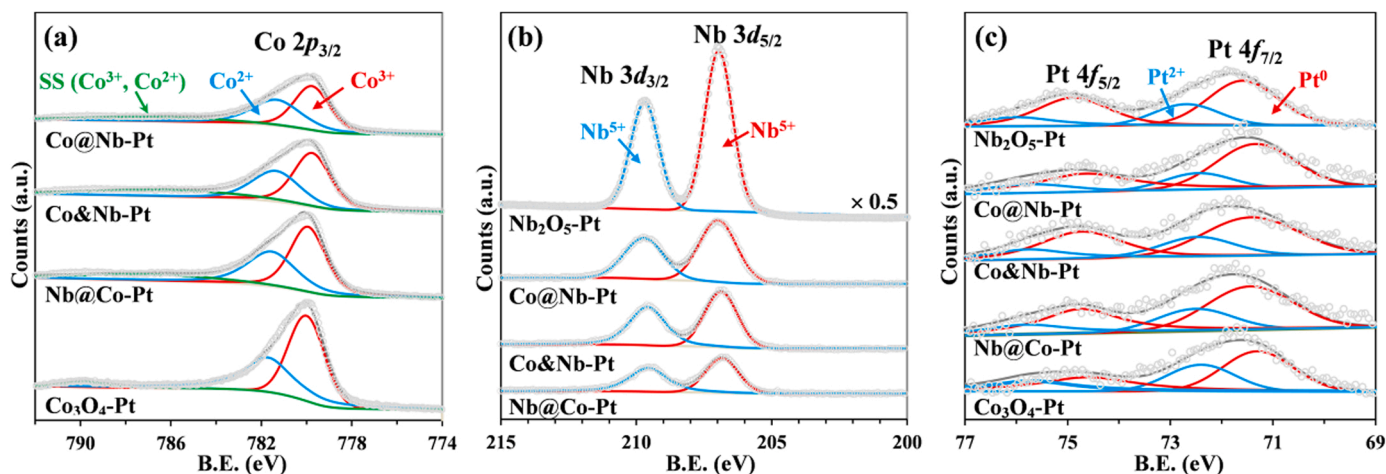 (a)
Co 2p3/2
SS (Co3+, Co2+)
Co2+
Co3+
Co@Nb-Pt
Co&Nb-Pt
Nb@Co-Pt
Co3O4-Pt
Counts (a.u.)
790 786 782 778 774
B.E. (eV)
(b)
Nb 3d5/2
Nb 3d3/2
Nb5+
Nb5+
× 0.5
Nb2O5-Pt
Co@Nb-Pt
Co&Nb-Pt
Nb@Co-Pt
Counts (a.u.)
215 210 205 200
B.E. (eV)
(c)
Pt 4f7/2
Pt 4f5/2
Pt2+
Pt0
Nb2O5-Pt
Co@Nb-Pt
Co&Nb-Pt
Nb@Co-Pt
Co3O4-Pt
Counts (a.u.)
77 75 73 71 69
B.E. (eV)